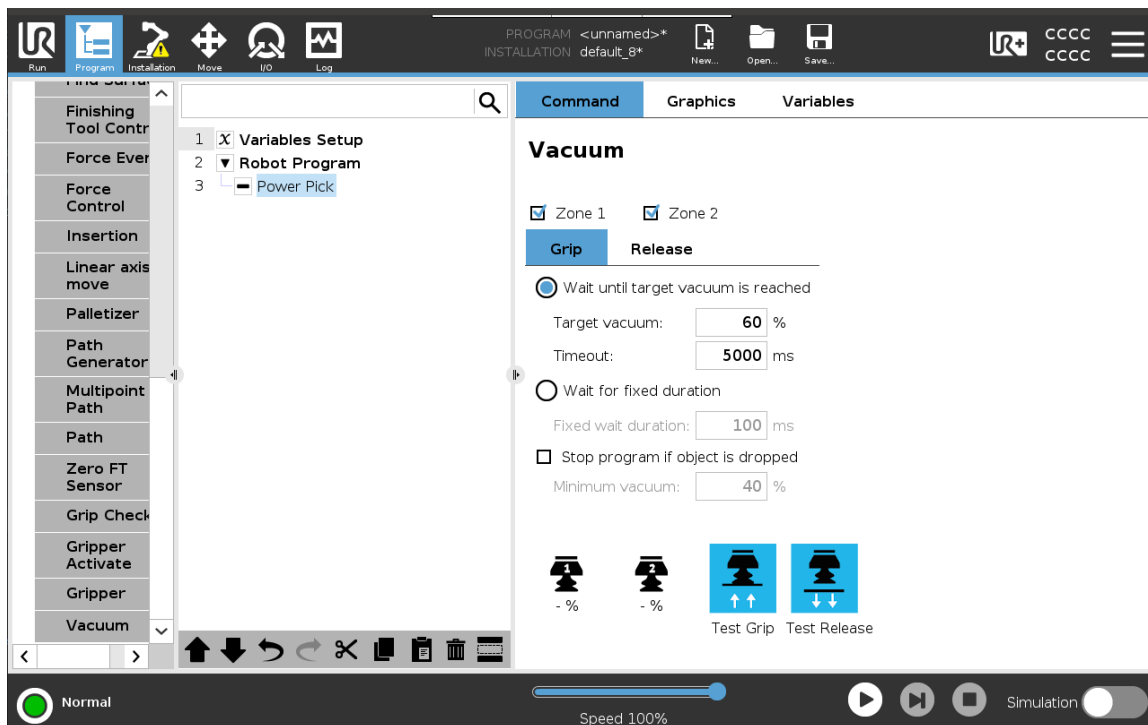 PROGRAM <unnamed>*
INSTALLATION default_8*
Run
Program
Installation
Move
I/O
Log
New...
Open...
Save...
UR+
CCCC
CCCC
Finishing
Tool Contr
Force Ever
Force
Control
Insertion
Linear axis
move
Palletizer
Path
Generator
Multipoint
Path
Path
Zero FT
Sensor
Grip Check
Gripper
Activate
Gripper
Vacuum
1 X Variables Setup
2 Robot Program
3 Power Pick
Command Graphics Variables
Vacuum
Zone 1 Zone 2
Grip Release
Wait until target vacuum is reached
Target vacuum: 60 %
Timeout: 5000 ms
Wait for fixed duration
Fixed wait duration: 100 ms
Stop program if object is dropped
Minimum vacuum: 40 %
1 2
- % - %
Test Grip Test Release
Normal
Speed 100%
Simulation